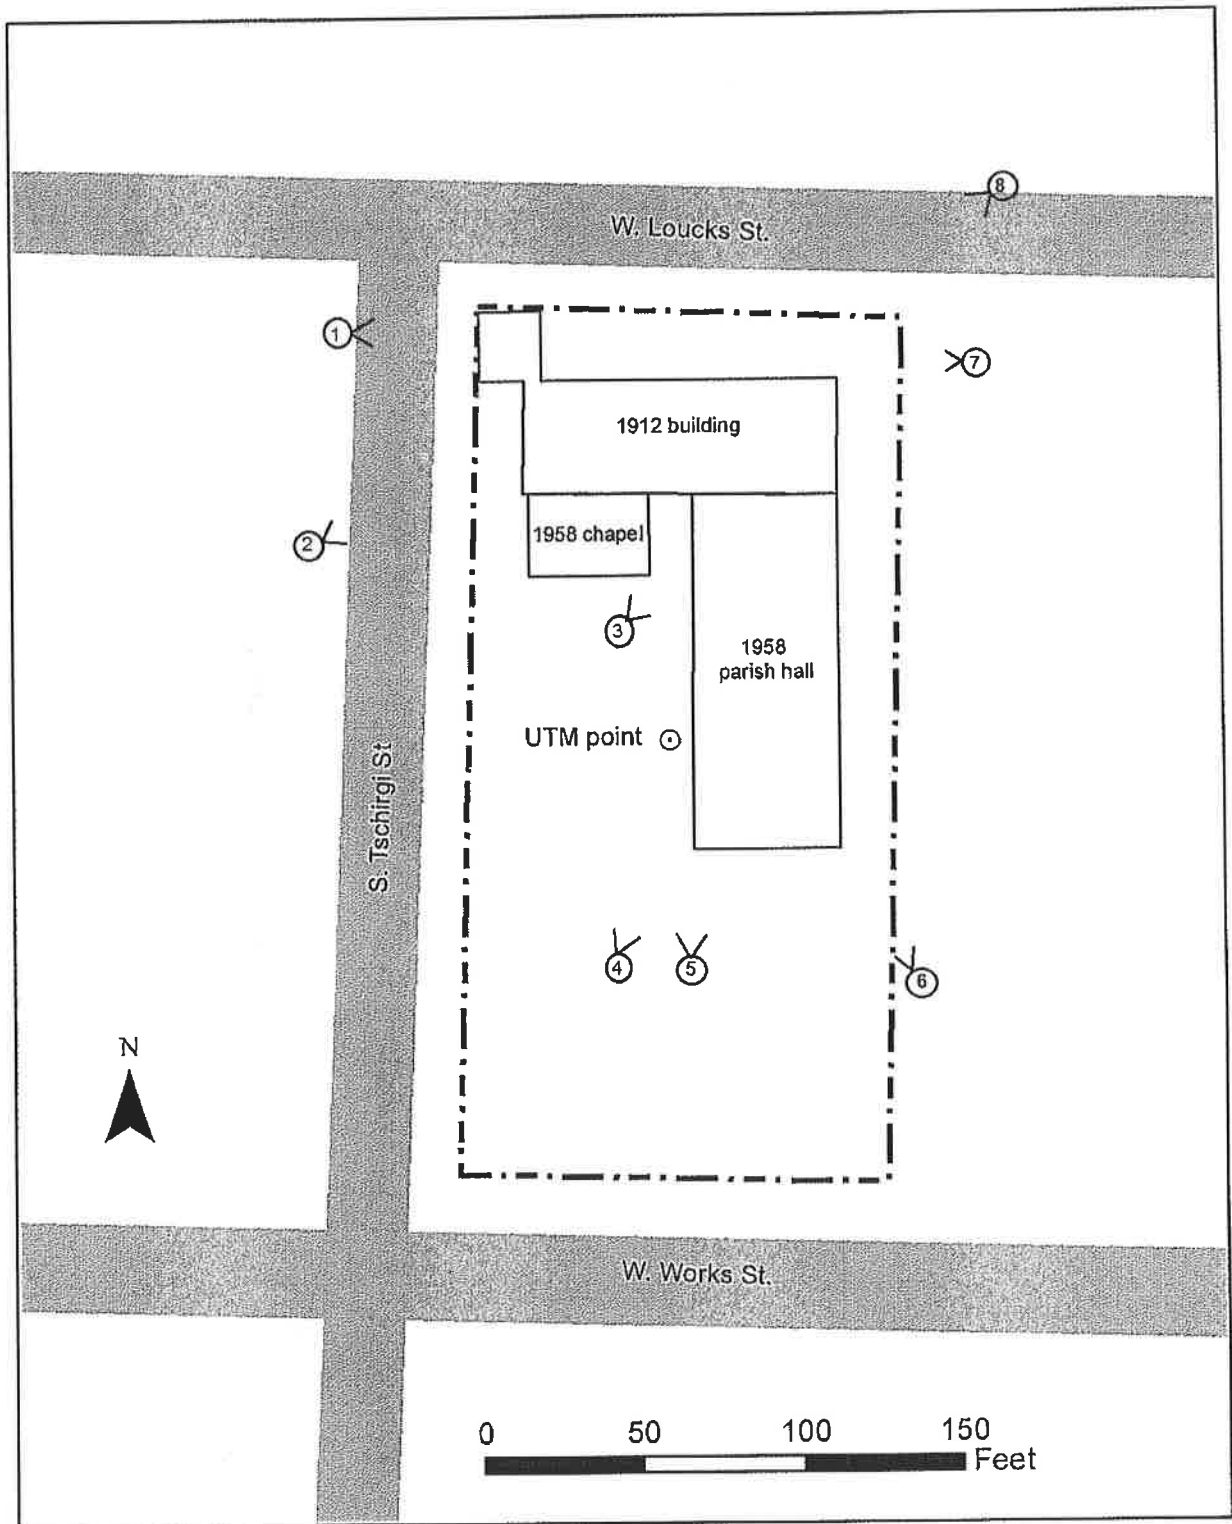 8
W. Loucks St.
1
7
1912 building
1958 chapel
2
3
1958
parish hall
UTM point
S. Tschirgi St
4
5
6
N
W. Works St.
0 50 100 150
Feet